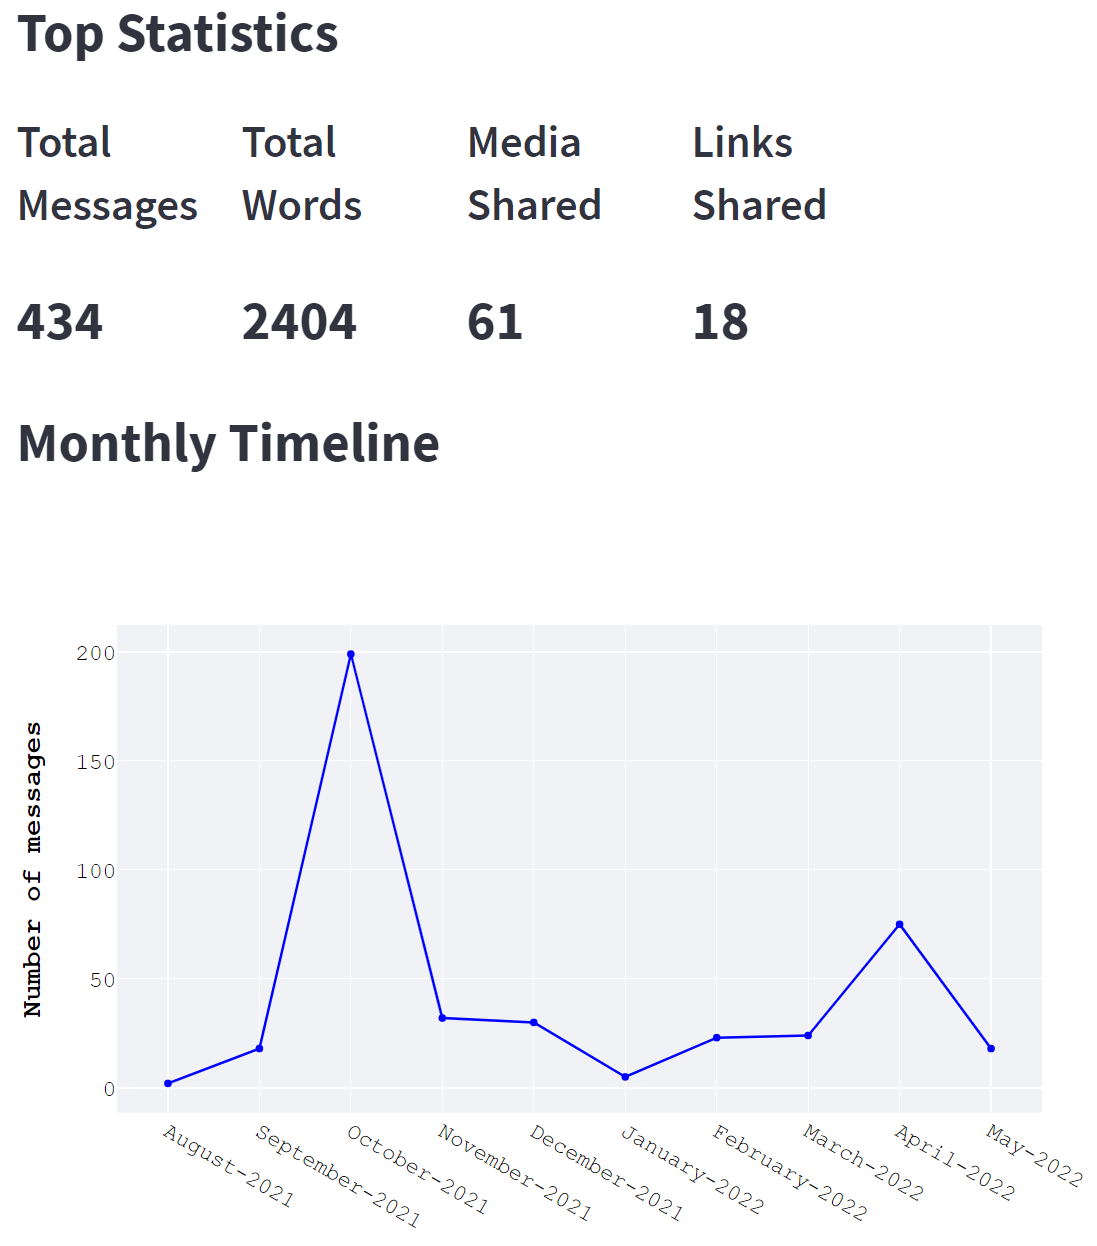 Top Statistics
Total Messages
Total Words
Media Shared
Links Shared
434
2404
61
18
Monthly Timeline
Number of messages
200
150
100
50
0
August-2021
September-2021
October-2021
November-2021
December-2021
January-2022
February-2022
March-2022
April-2022
May-2022